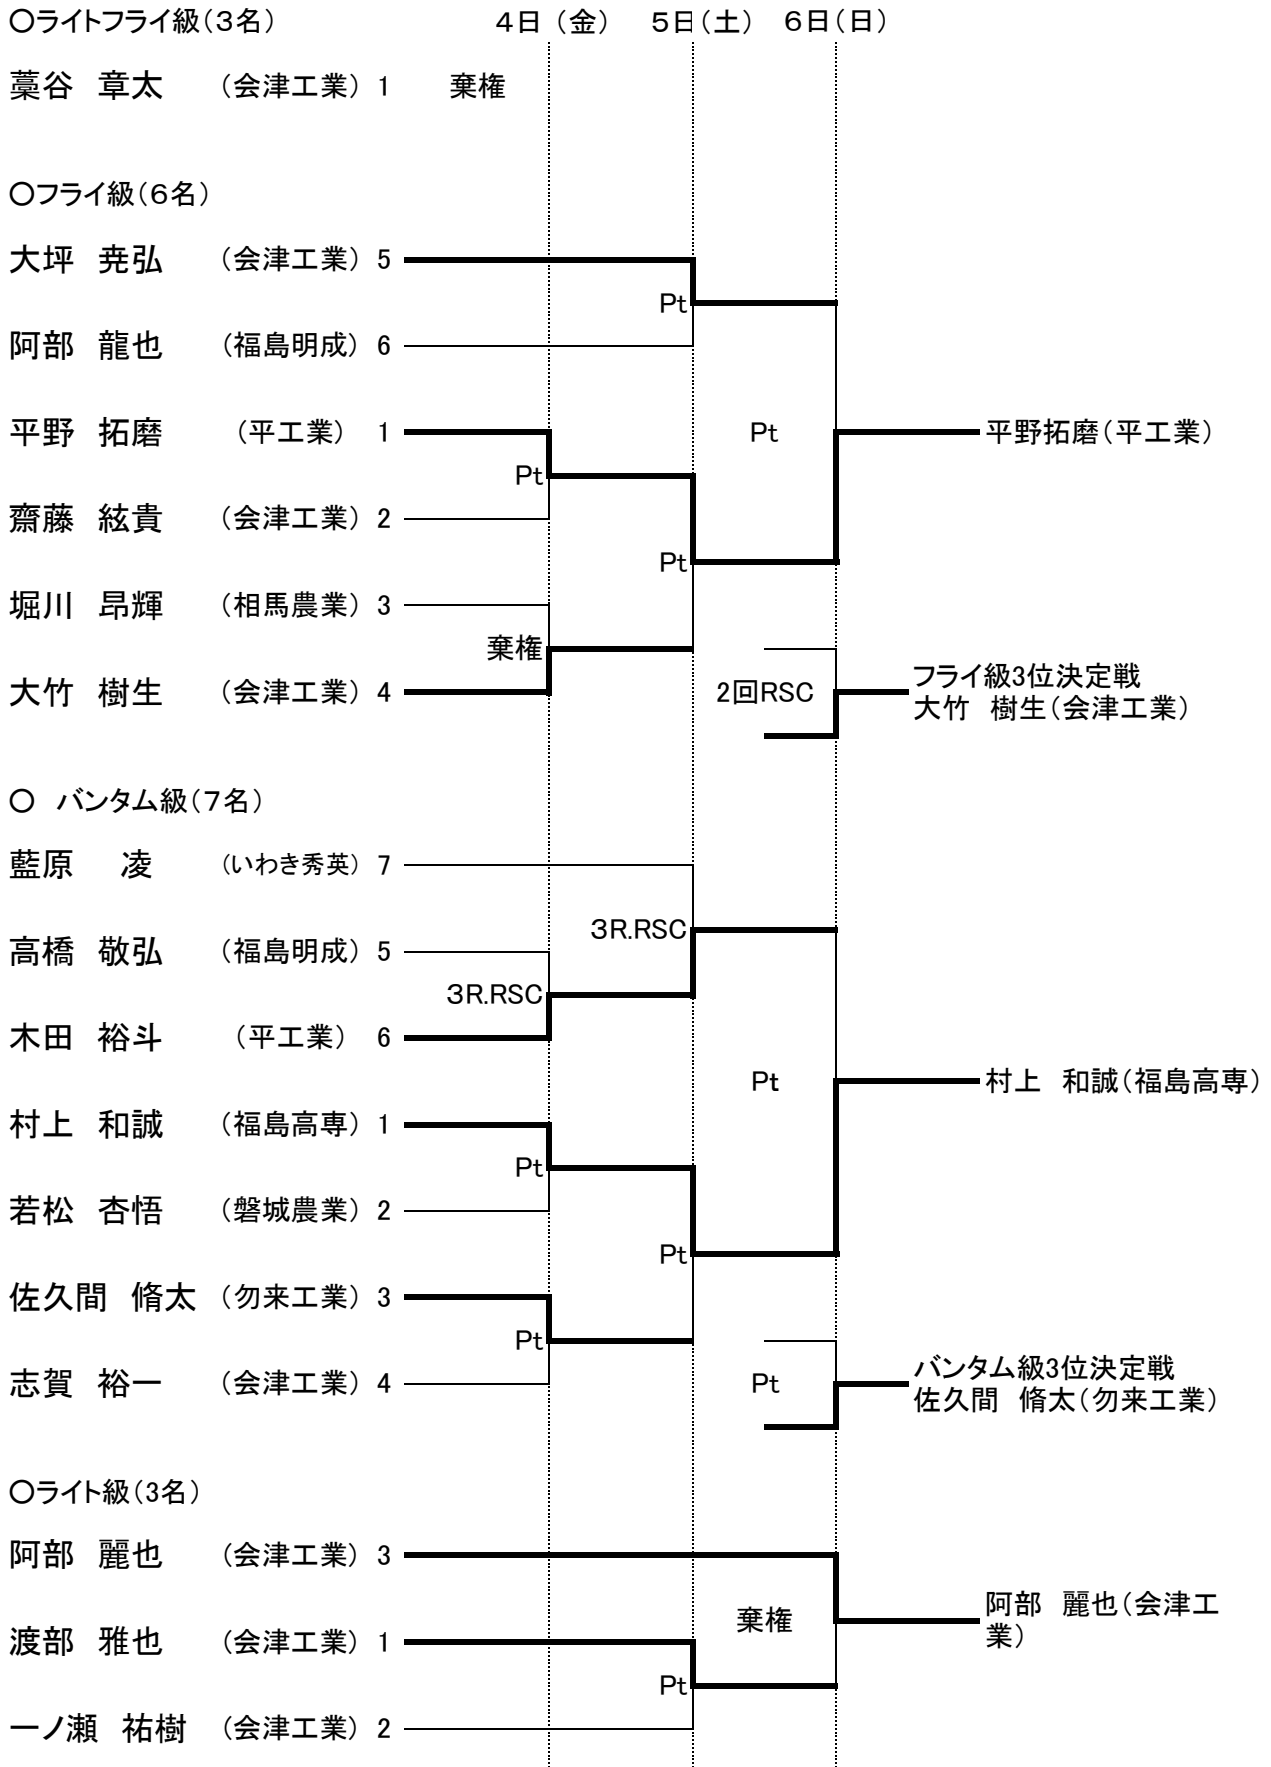 〇ライトフライ級(3名) 4日(金) 5日(土) 6日(日)
藁谷 章太 (会津工業) 1 棄権
〇フライ級(6名)
大坪 尭弘 (会津工業) 5
Pt
阿部 龍也 (福島明成) 6
平野 拓磨 (平工業) 1 Pt 平野拓磨(平工業)
Pt
齋藤 絃貴 (会津工業) 2
Pt
堀川 昂輝 (相馬農業) 3
棄権
大竹 樹生 (会津工業) 4 2回RSC フライ級3位決定戦
大竹 樹生(会津工業)
〇 バンタム級(7名)
藍原 凌 (いわき秀英) 7
3R.RSC
高橋 敬弘 (福島明成) 5
3R.RSC
木田 裕斗 (平工業) 6
Pt 村上 和誠(福島高専)
村上 和誠 (福島高専) 1
Pt
若松 杏悟 (磐城農業) 2
Pt
佐久間 脩太 (勿来工業) 3
Pt
志賀 裕一 (会津工業) 4 Pt バンタム級3位決定戦
佐久間 脩太(勿来工業)
〇ライト級(3名)
阿部 麗也 (会津工業) 3
棄権 阿部 麗也(会津工
業)
渡部 雅也 (会津工業) 1
Pt
一ノ瀬 祐樹 (会津工業) 2